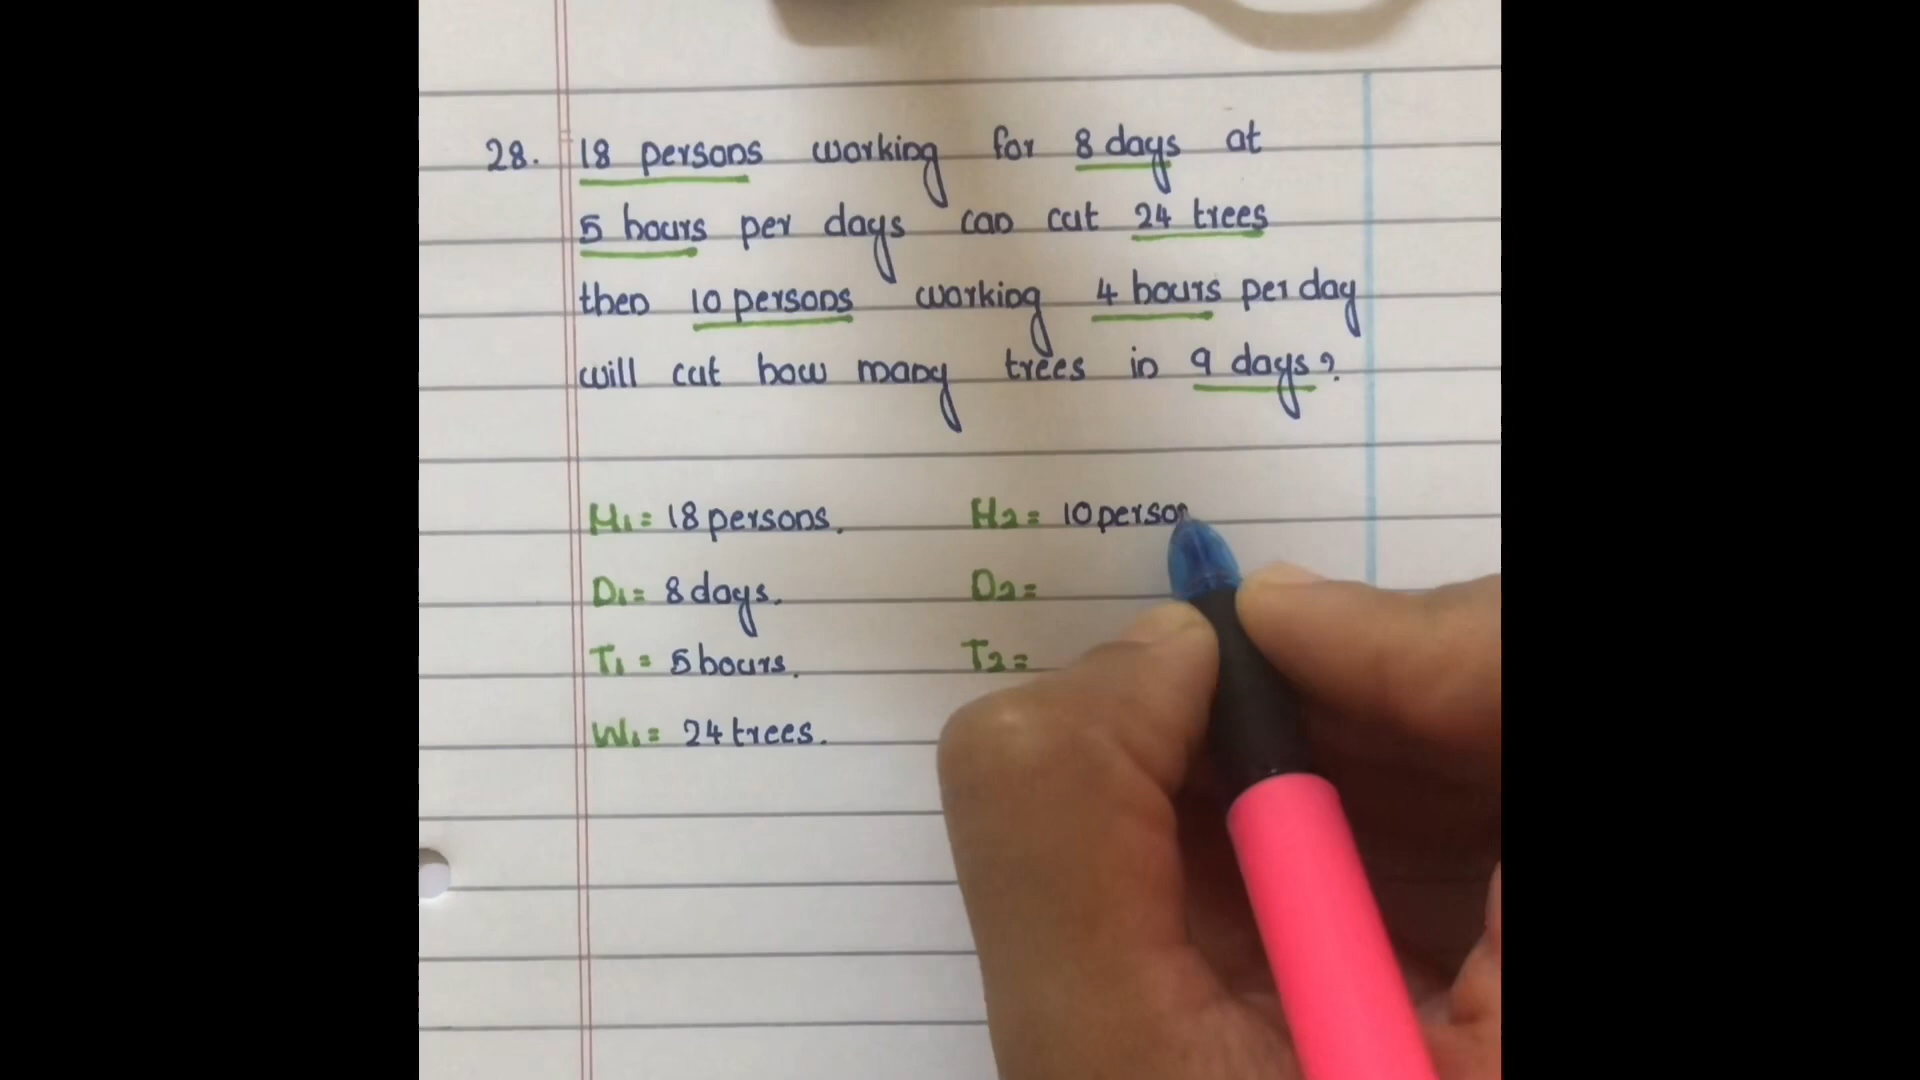 28. 18 persons working for 8 days at
5 hours per days can cut 24 trees
then 10 persons working 4 hours per day
will cut how many trees in 9 days?
M1= 18 persons. M2= 10 person
D1= 8 days. D2=
T1= 5 hours. T2=
W1= 24 trees.